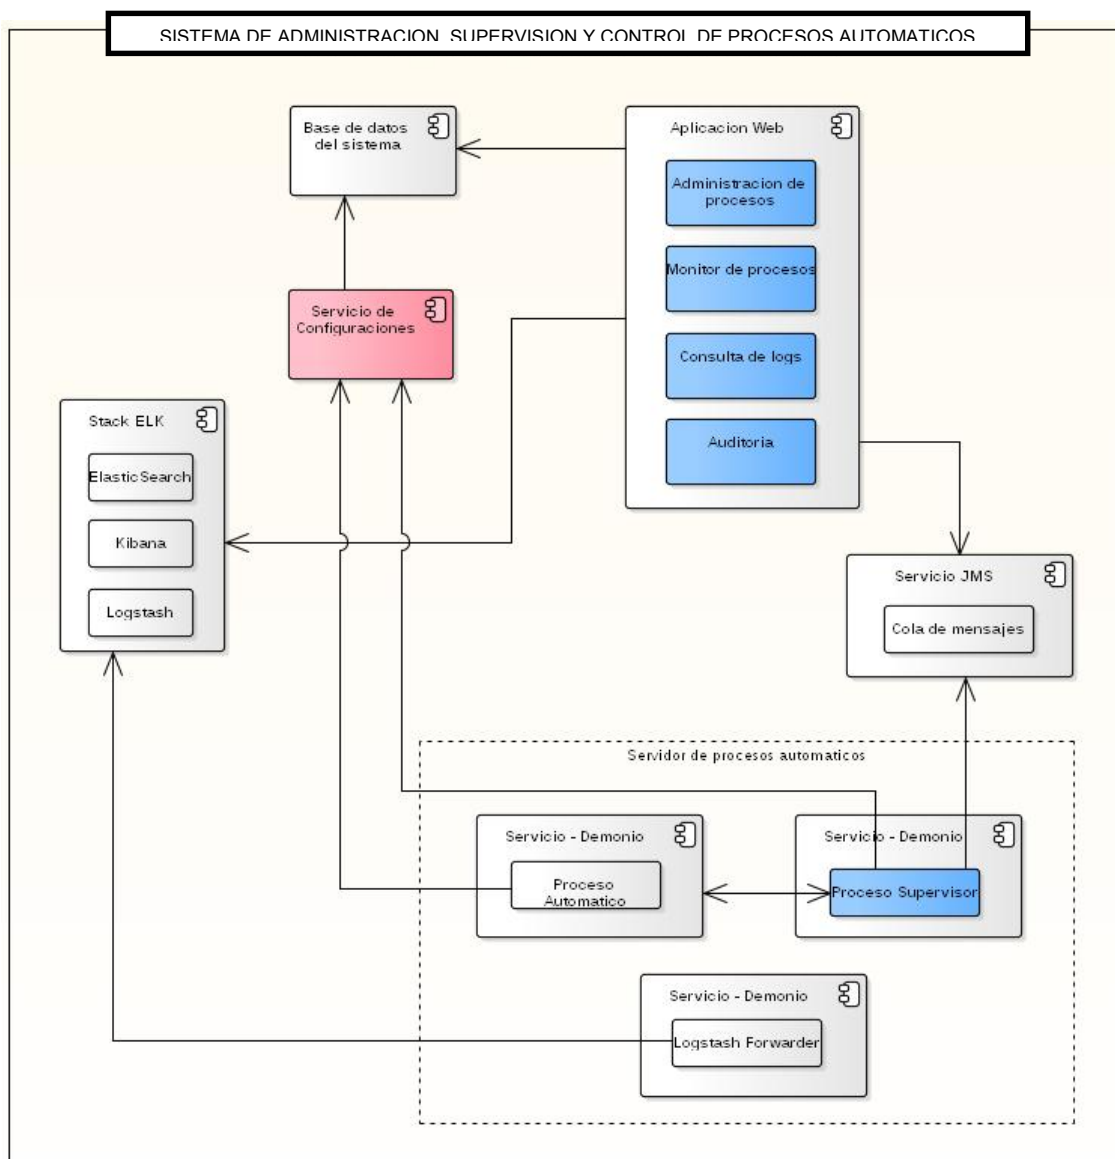 SISTEMA DE ADMINISTRACION, SUPERVISION Y CONTROL DE PROCESOS AUTOMATICOS
Base de datos
del sistema
Aplicacion Web
Administracion de
procesos
Monitor de procesos
Consulta de logs
Auditoria
Servicio de
Configuraciones
Stack ELK
ElasticSearch
Kibana
Logstash
Servicio JMS
Cola de mensajes
Servidor de procesos automaticos
Servicio - Demonio
Proceso
Automatico
Servicio - Demonio
Proceso Supervisor
Servicio - Demonio
Logstash Forwarder